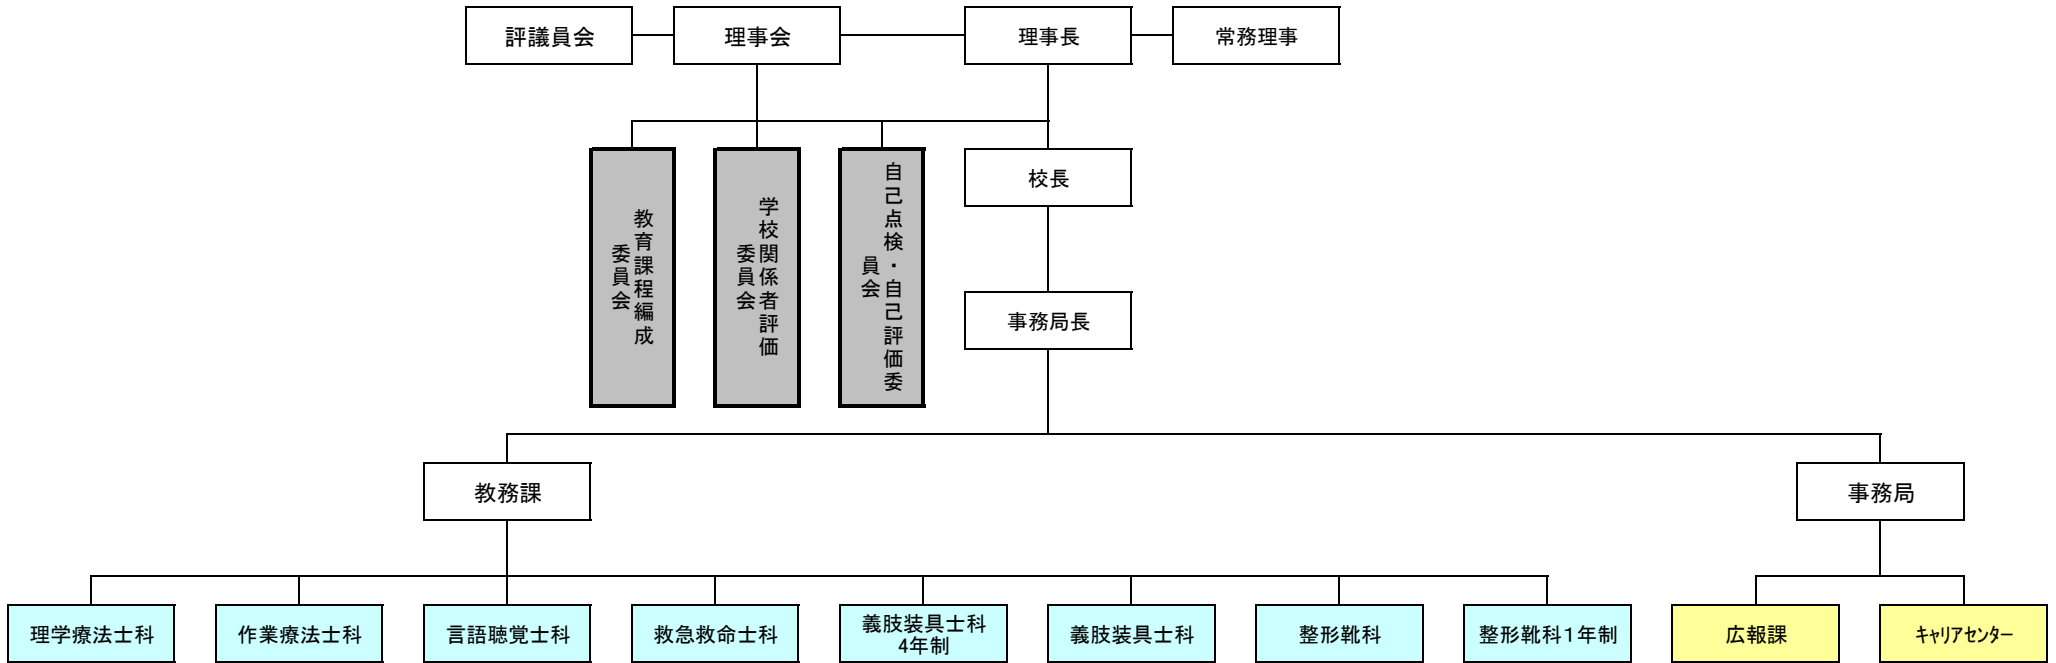 評議員会
理事会
理事長
常務理事
教育課程編成
委員会
学校関係者評価
委員会
自己点検・自己評価委
員会
校長
事務局長
教務課
事務局
理学療法士科
作業療法士科
言語聴覚士科
救急救命士科
義肢装具士科
4年制
義肢装具士科
整形靴科
整形靴科1年制
広報課
ｷｬﾘｱｾﾝﾀｰ